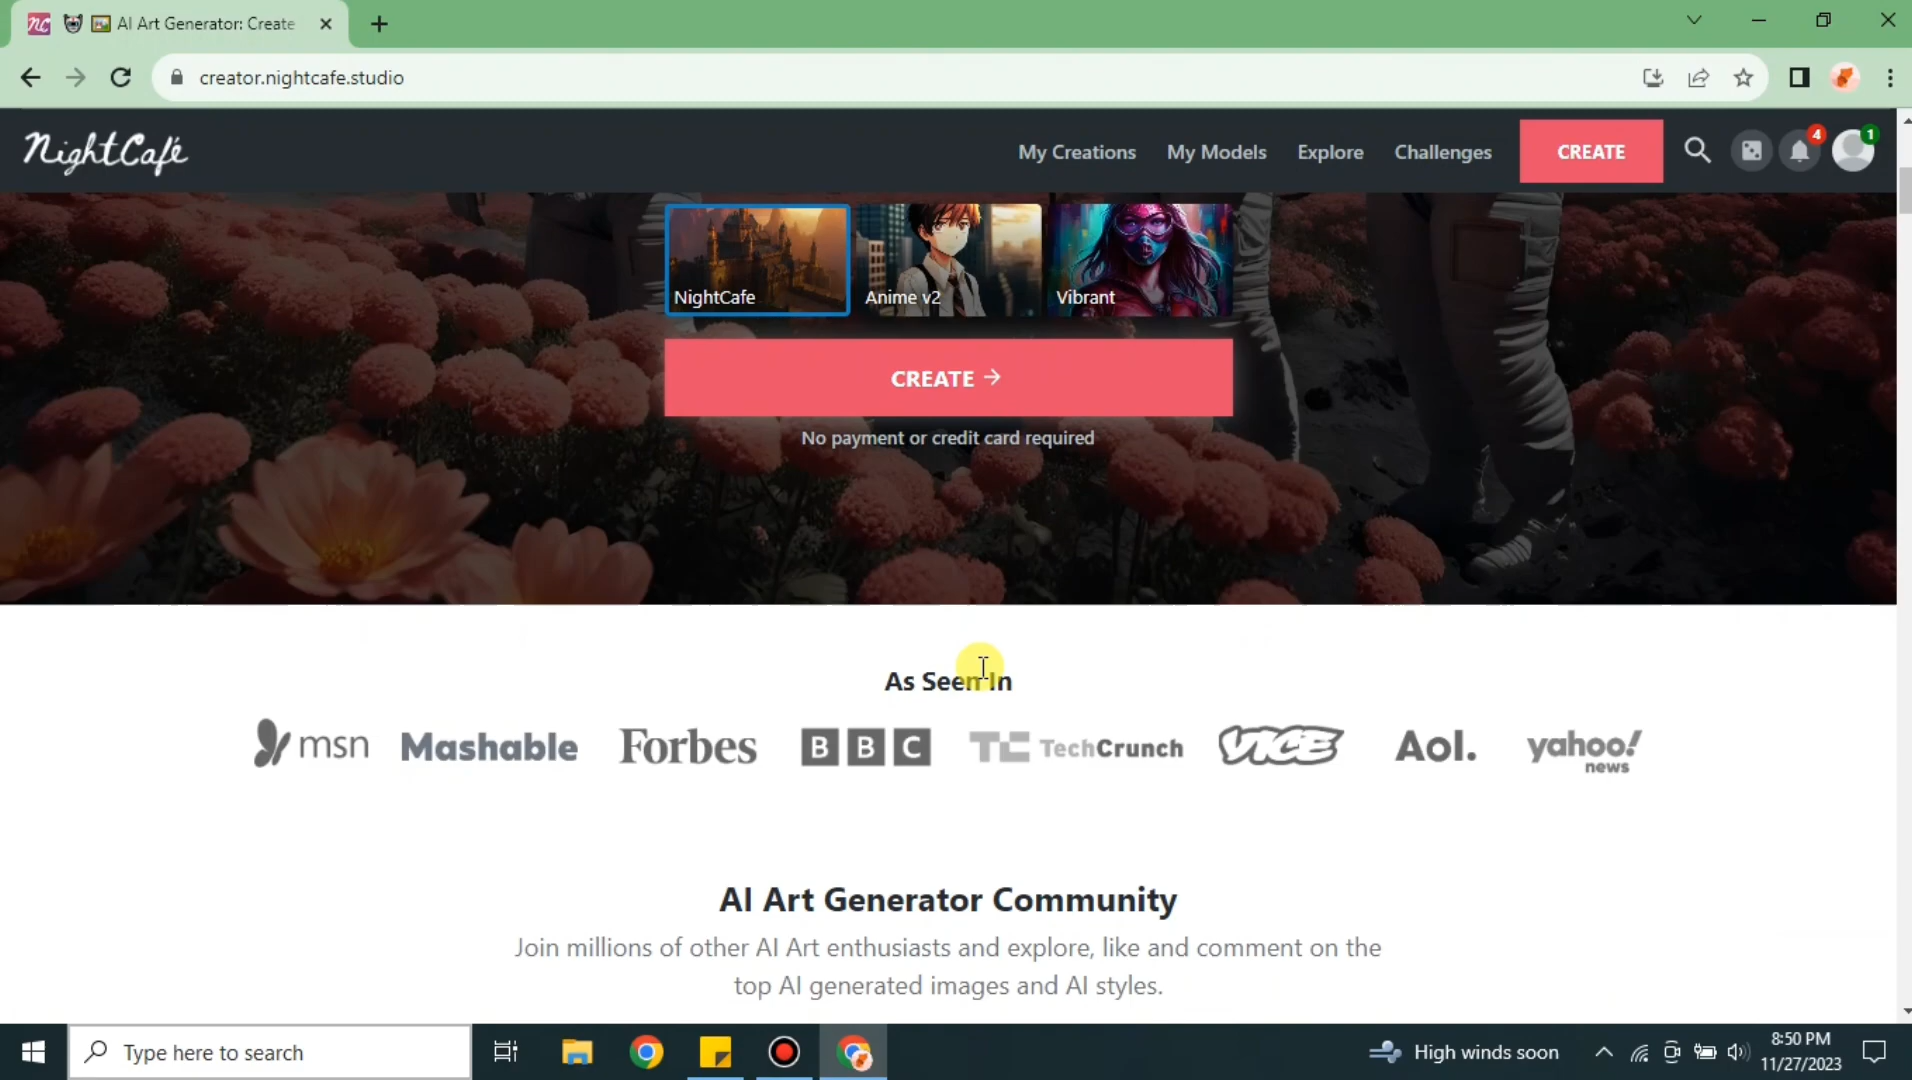 AI Art Generator: Create
creator.nightcafe.studio
NightCafé
My Creations
My Models
Explore
Challenges
CREATE
4
1
NightCafe
Anime v2
Vibrant
CREATE →
No payment or credit card required
As Seen In
msn
Mashable
Forbes
BBC
TC TechCrunch
VICE
Aol.
yahoo!
news
AI Art Generator Community
Join millions of other AI Art enthusiasts and explore, like and comment on the
top AI generated images and AI styles.
Type here to search
High winds soon
8:50 PM
11/27/2023